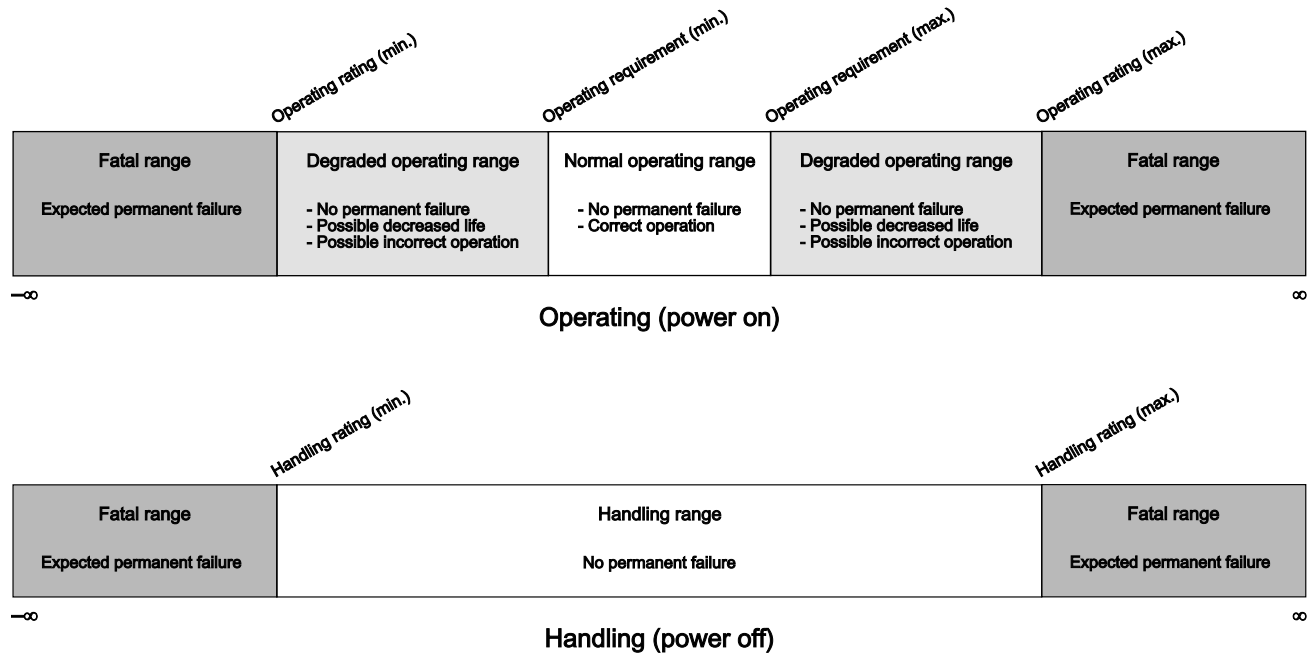 Operating rating (min.)
Operating requirement (min.)
Operating requirement (max.)
Operating rating (max.)
Fatal range
Expected permanent failure
Degraded operating range
- No permanent failure
- Possible decreased life
- Possible incorrect operation
Normal operating range
- No permanent failure
- Correct operation
Degraded operating range
- No permanent failure
- Possible decreased life
- Possible incorrect operation
Fatal range
Expected permanent failure
–∞
∞
Operating (power on)
Handling rating (min.)
Handling rating (max.)
Fatal range
Expected permanent failure
Handling range
No permanent failure
Fatal range
Expected permanent failure
–∞
∞
Handling (power off)